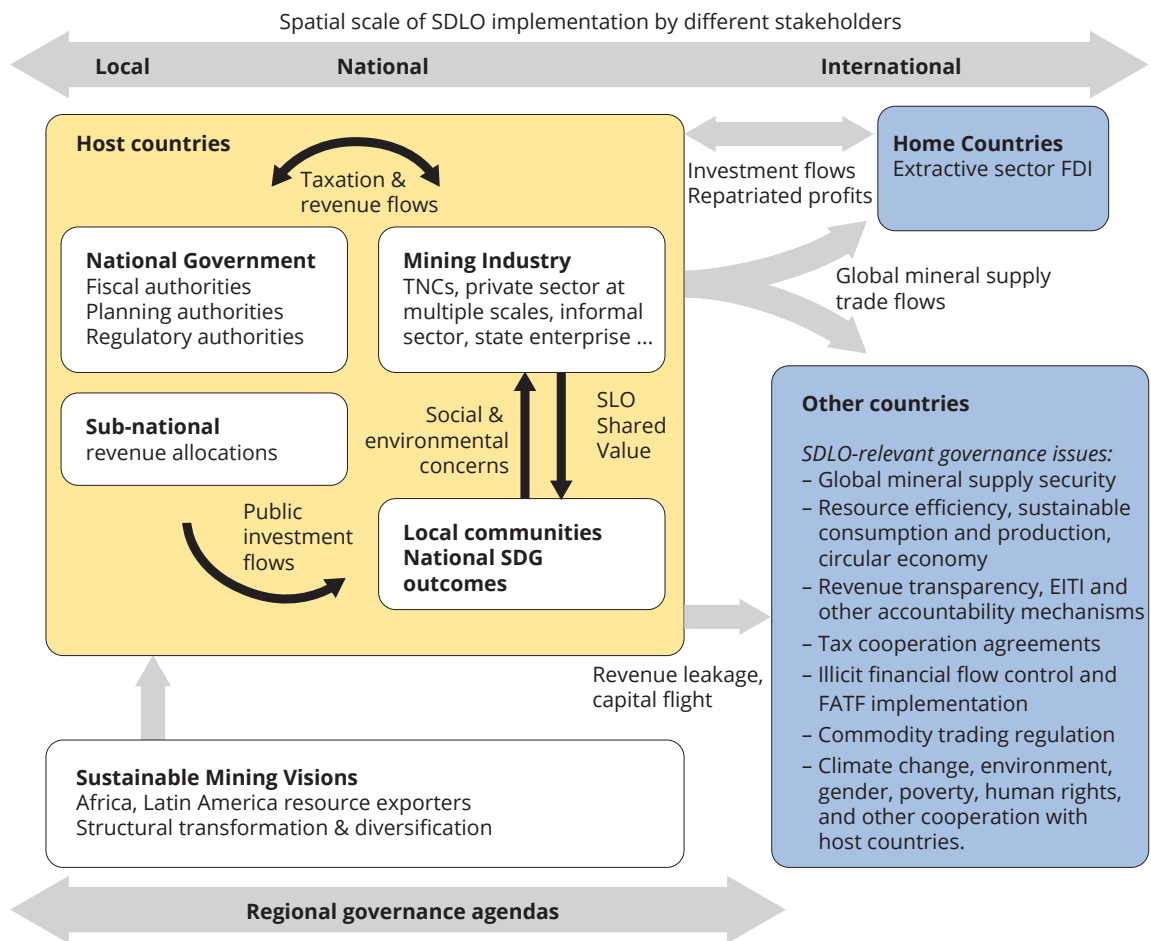 Spatial scale of SDLO implementation by different stakeholders
Local
National
International
Host countries
Taxation &
revenue flows
National Government
Fiscal authorities
Planning authorities
Regulatory authorities
Mining Industry
TNCs, private sector at
multiple scales, informal
sector, state enterprise ...
Sub-national
revenue allocations
Social &
environmental
concerns
SLO
Shared
Value
Public
investment
flows
Local communities
National SDG
outcomes
Investment flows
Repatriated profits
Home Countries
Extractive sector FDI
Global mineral supply
trade flows
Other countries
SDLO-relevant governance issues:
– Global mineral supply security
– Resource efficiency, sustainable
consumption and production,
circular economy
– Revenue transparency, EITI and
other accountability mechanisms
– Tax cooperation agreements
– Illicit financial flow control and
FATF implementation
– Commodity trading regulation
– Climate change, environment,
gender, poverty, human rights,
and other cooperation with
host countries.
Revenue leakage,
capital flight
Sustainable Mining Visions
Africa, Latin America resource exporters
Structural transformation & diversification
Regional governance agendas